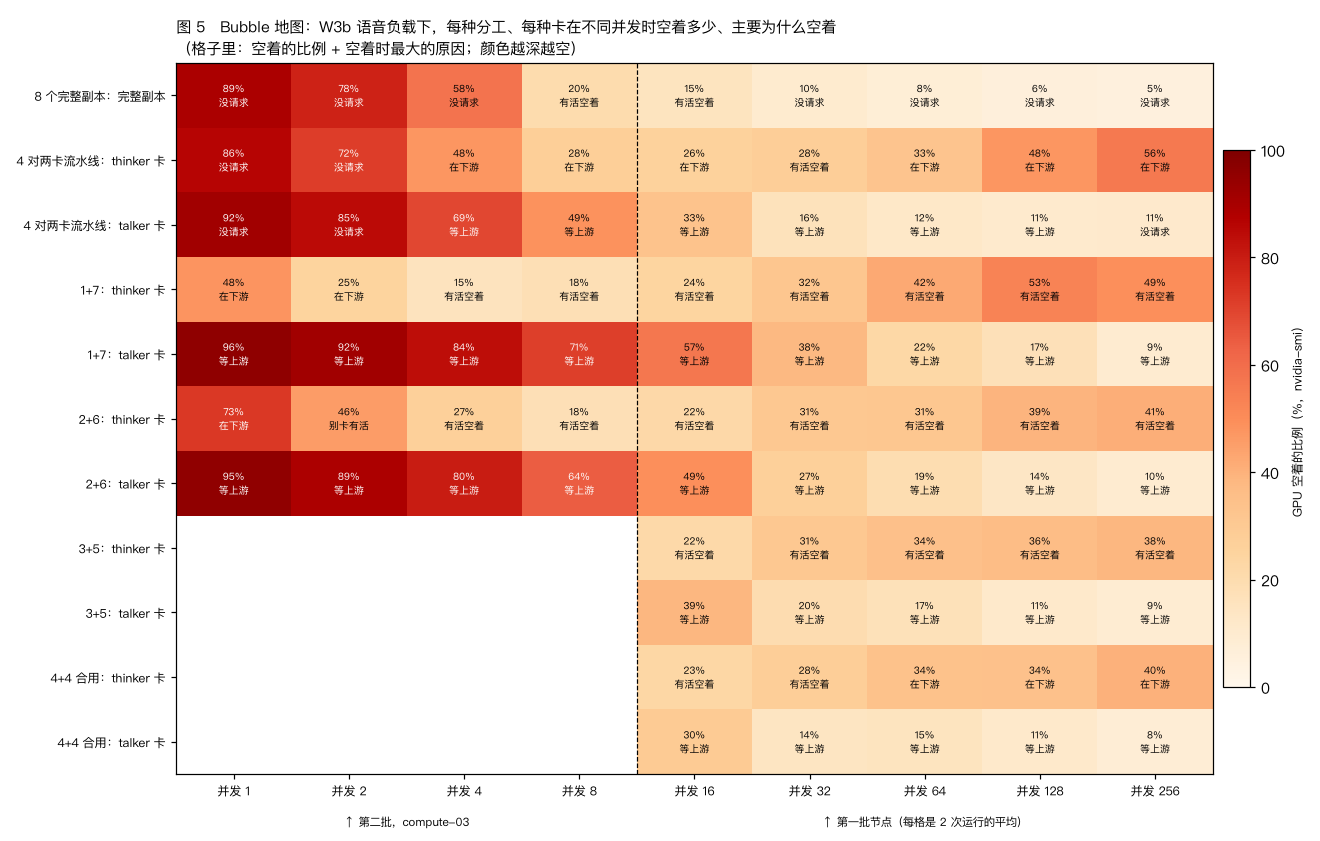 图 5 Bubble 地图：W3b 语音负载下，每种分工、每种卡在不同并发时空着多少、主要为什么空着
（格子里：空着的比例 + 空着时最大的原因；颜色越深越空）
8 个完整副本：完整副本
89% 78% 58% 20% 15% 10% 8% 6% 5%
没请求 没请求 没请求 有活空着 有活空着 没请求 没请求 没请求 没请求
4 对两卡流水线：thinker 卡
86% 72% 48% 28% 26% 28% 33% 48% 56%
没请求 没请求 在下游 在下游 在下游 有活空着 在下游 在下游 在下游
4 对两卡流水线：talker 卡
92% 85% 69% 49% 33% 16% 12% 11% 11%
没请求 没请求 等上游 等上游 等上游 等上游 等上游 等上游 没请求
1+7：thinker 卡
48% 25% 15% 18% 24% 32% 42% 53% 49%
在下游 在下游 有活空着 有活空着 有活空着 有活空着 有活空着 有活空着 有活空着
1+7：talker 卡
96% 92% 84% 71% 57% 38% 22% 17% 9%
等上游 等上游 等上游 等上游 等上游 等上游 等上游 等上游 等上游
2+6：thinker 卡
73% 46% 27% 18% 22% 31% 31% 39% 41%
在下游 别卡有活 有活空着 有活空着 有活空着 有活空着 有活空着 有活空着 有活空着
2+6：talker 卡
95% 89% 80% 64% 49% 27% 19% 14% 10%
等上游 等上游 等上游 等上游 等上游 等上游 等上游 等上游 等上游
3+5：thinker 卡
22% 31% 34% 36% 38%
有活空着 有活空着 有活空着 有活空着 有活空着
3+5：talker 卡
39% 20% 17% 11% 9%
等上游 等上游 等上游 等上游 等上游
4+4 合用：thinker 卡
23% 28% 34% 34% 40%
有活空着 有活空着 在下游 在下游 在下游
4+4 合用：talker 卡
30% 14% 15% 11% 8%
等上游 等上游 等上游 等上游 等上游
并发 1 并发 2 并发 4 并发 8 并发 16 并发 32 并发 64 并发 128 并发 256
↑ 第二批，compute−03
↑ 第一批节点（每格是 2 次运行的平均）
100
80
60
40
20
0
GPU 空着的比例（%，nvidia−smi）